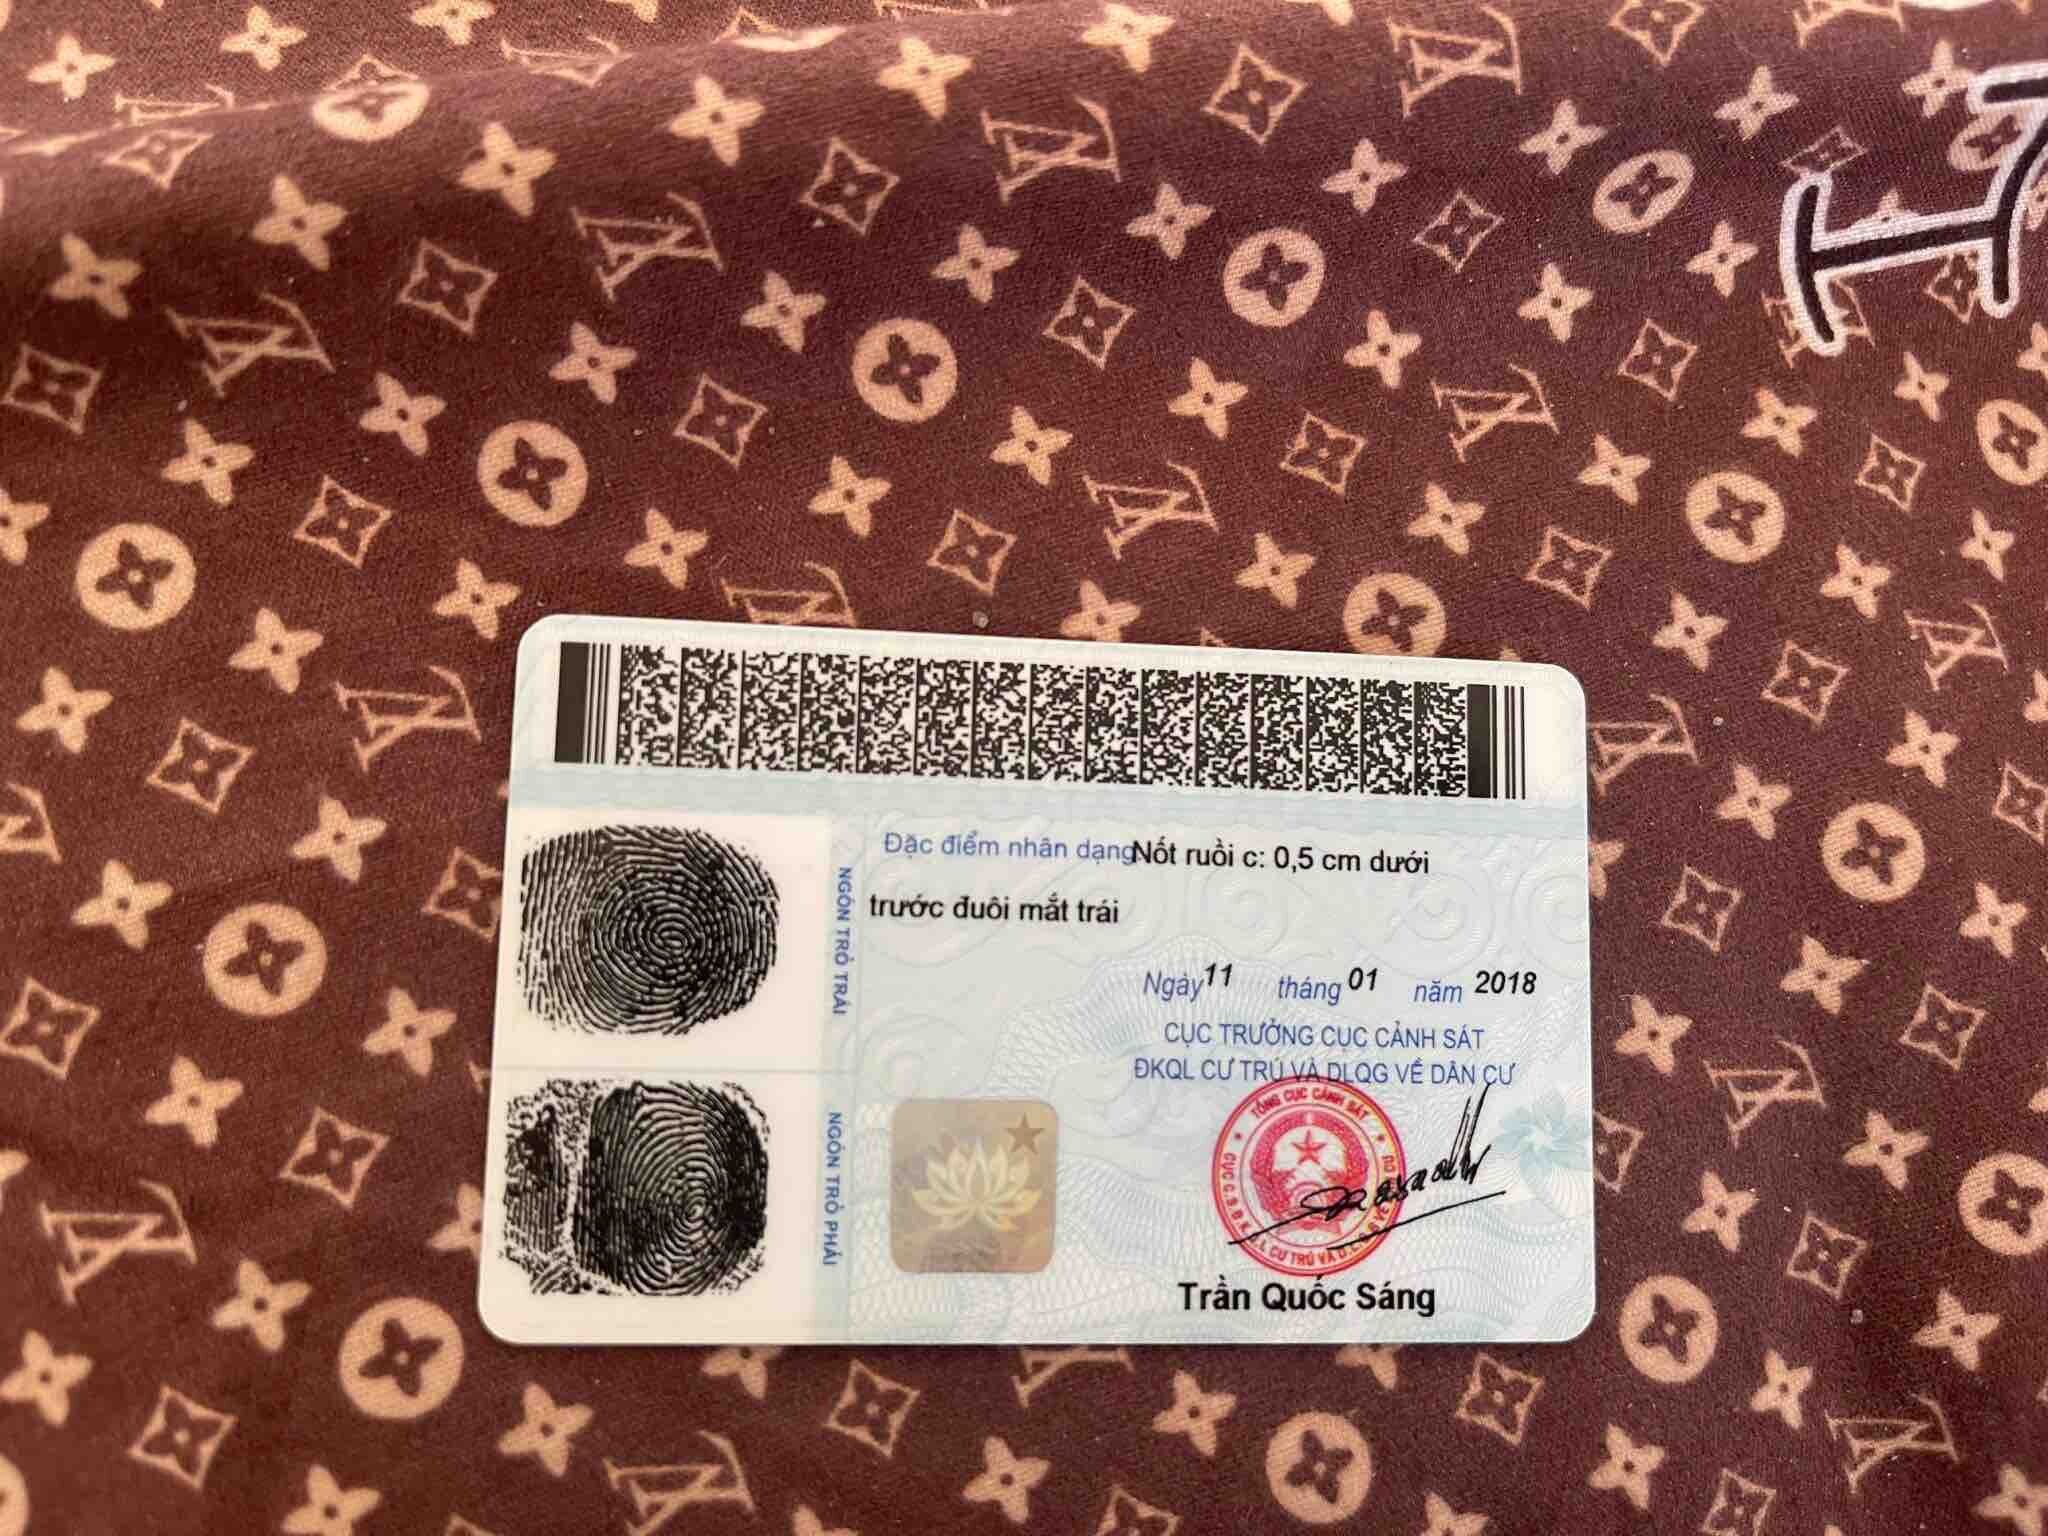 Đặc điểm nhân dạng Nốt ruồi c: 0,5 cm dưới
trước đuôi mắt trái
NGÓN TRỎ TRÁI
NGÓN TRỎ PHẢI
Ngày 11 tháng 01 năm 2018
CỤC TRƯỞNG CỤC CẢNH SÁT
ĐKQL CƯ TRÚ VÀ DLQG VỀ DÂN CƯ
TỔNG CỤC CẢNH SÁT
Trần Quốc Sáng